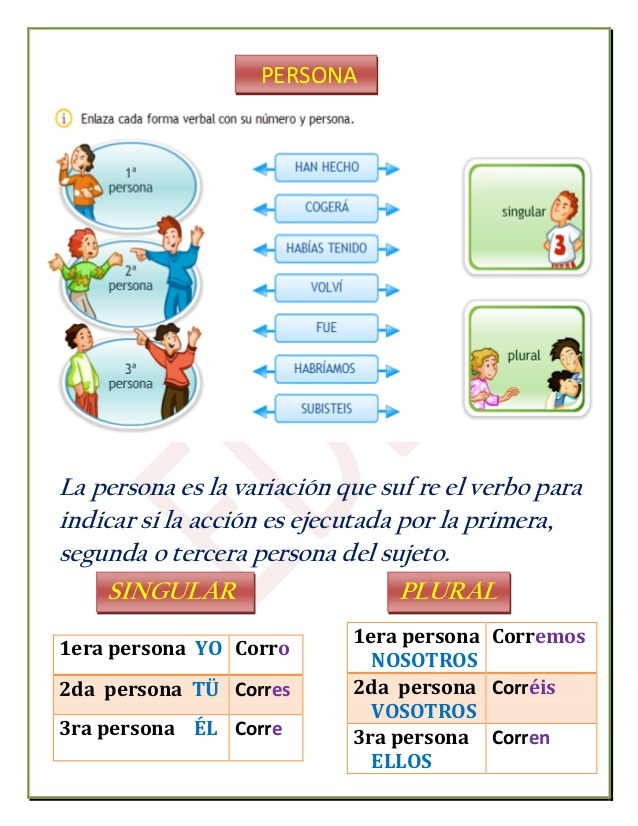 PERSONA
i Enlaza cada forma verbal con su número y persona.
1ª
persona
2ª
persona
3ª
persona
HAN HECHO
COGERÁ
HABÍAS TENIDO
VOLVÍ
FUE
HABRÍAMOS
SUBISTEIS
singular
3
plural
La persona es la variación que suf re el verbo para
indicar si la acción es ejecutada por la primera,
segunda o tercera persona del sujeto.
SINGULAR
1era persona YO Corro
2da persona TÜ Corres
3ra persona ÉL Corre
PLURAL
1era persona Corremos
NOSOTROS
2da persona Corréis
VOSOTROS
3ra persona Corren
ELLOS